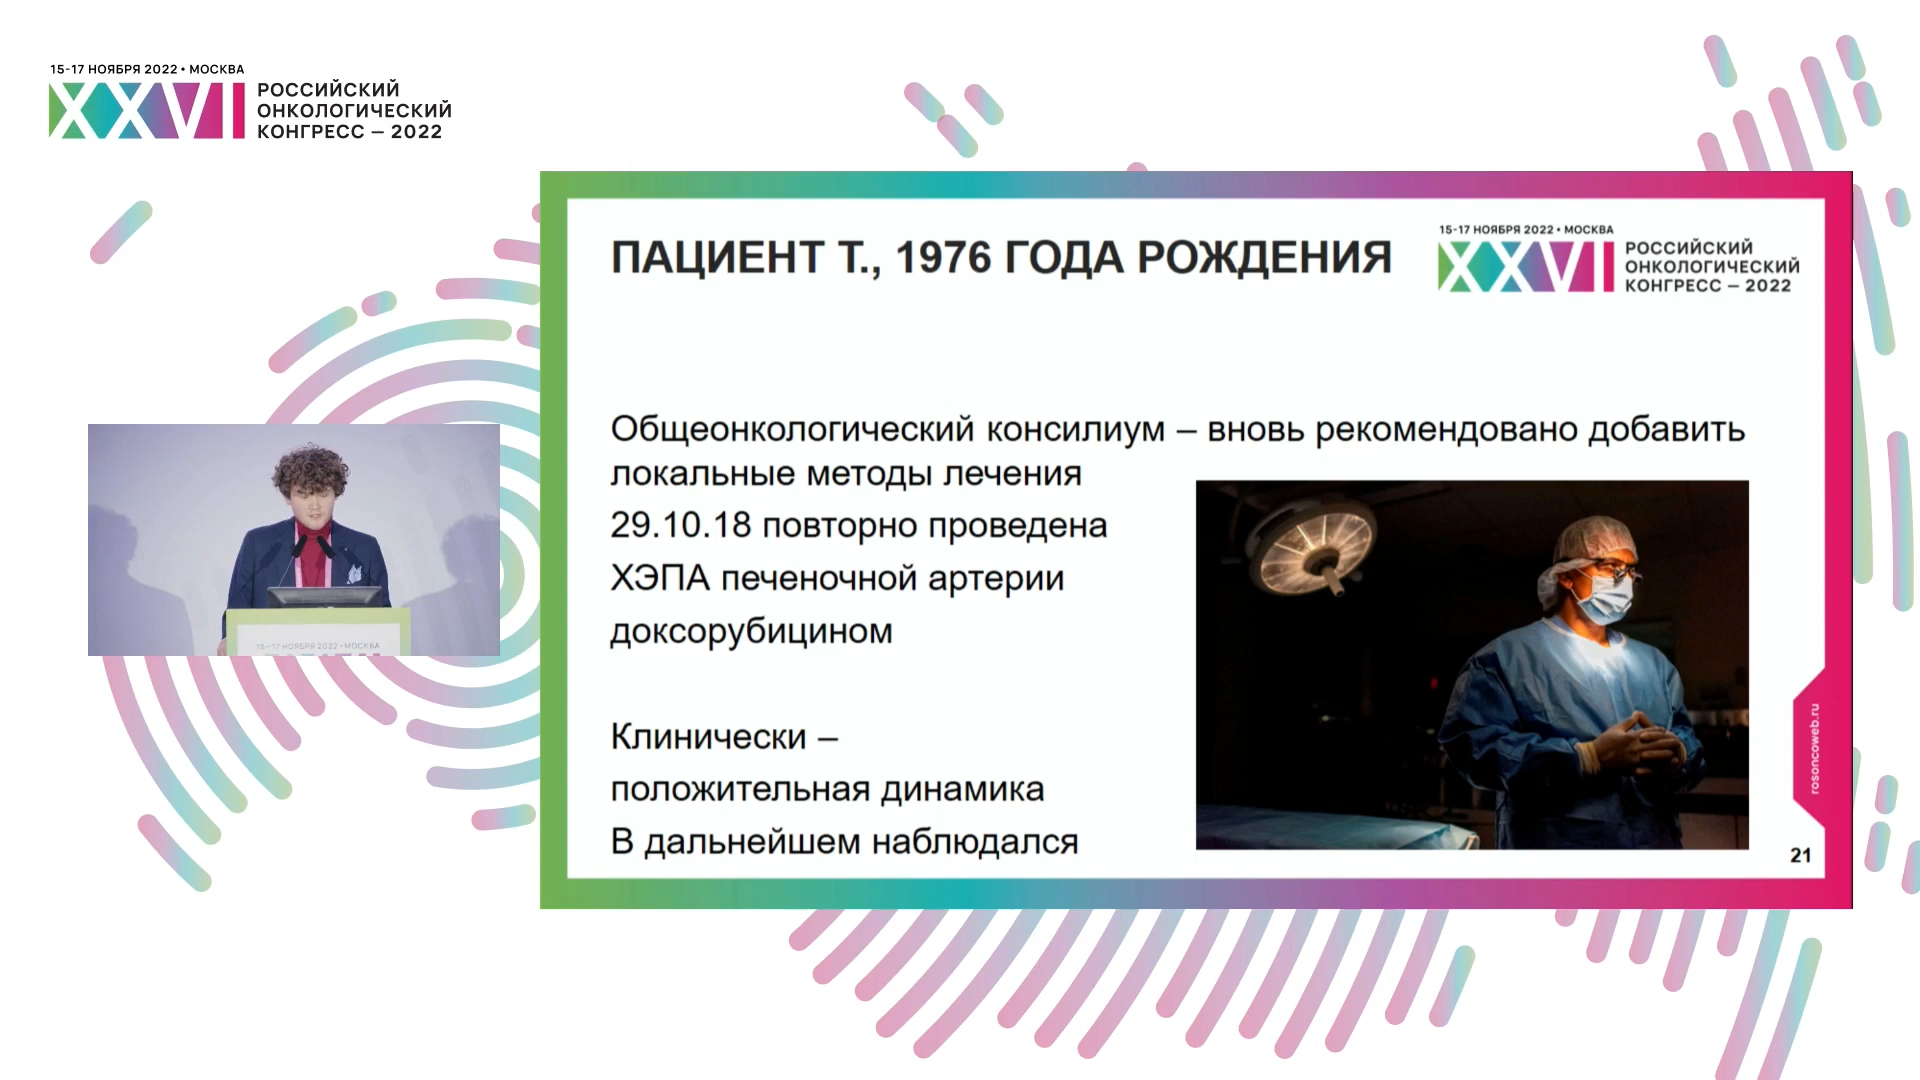 15-17 НОЯБРЯ 2022 • МОСКВА
XXVI
РОССИЙСКИЙ
ОНКОЛОГИЧЕСКИЙ
КОНГРЕСС – 2022
ПАЦИЕНТ Т., 1976 ГОДА РОЖДЕНИЯ
15-17 НОЯБРЯ 2022 • МОСКВА
XXVI
РОССИЙСКИЙ
ОНКОЛОГИЧЕСКИЙ
КОНГРЕСС – 2022
Общеонкологический консилиум – вновь рекомендовано добавить
локальные методы лечения
29.10.18 повторно проведена
ХЭПА печеночной артерии
доксорубицином
Клинически –
положительная динамика
В дальнейшем наблюдался
15–17 НОЯБРЯ 2022 • МОСКВА
rosoncoweb.ru
21